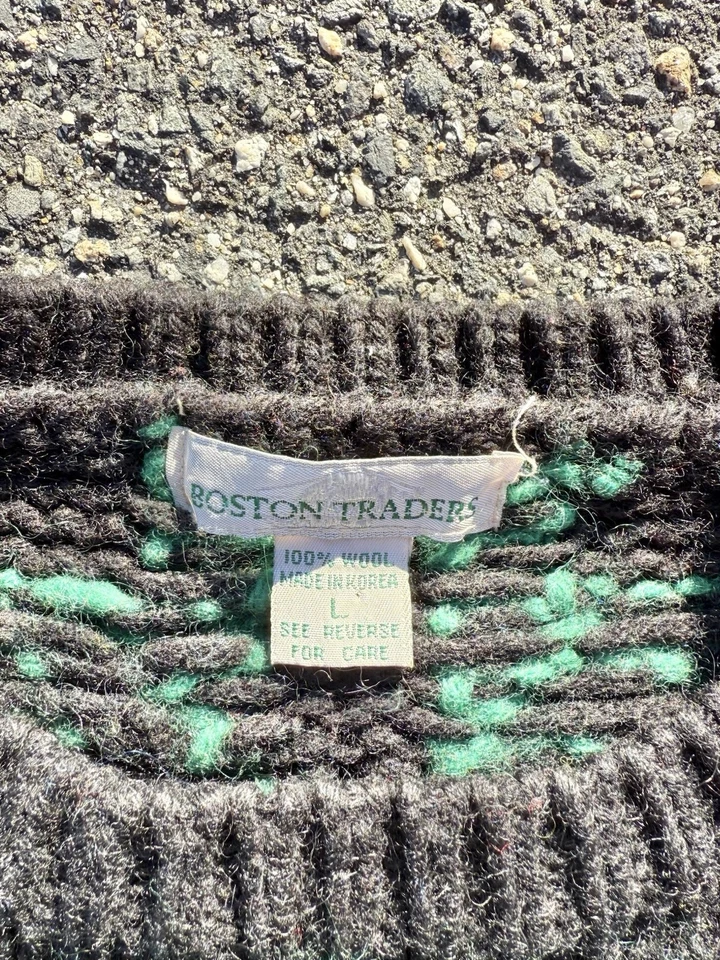 BOSTON TRADERS
100% WOOL
MADE IN KOREA
L
SEE REVERSE
FOR CARE